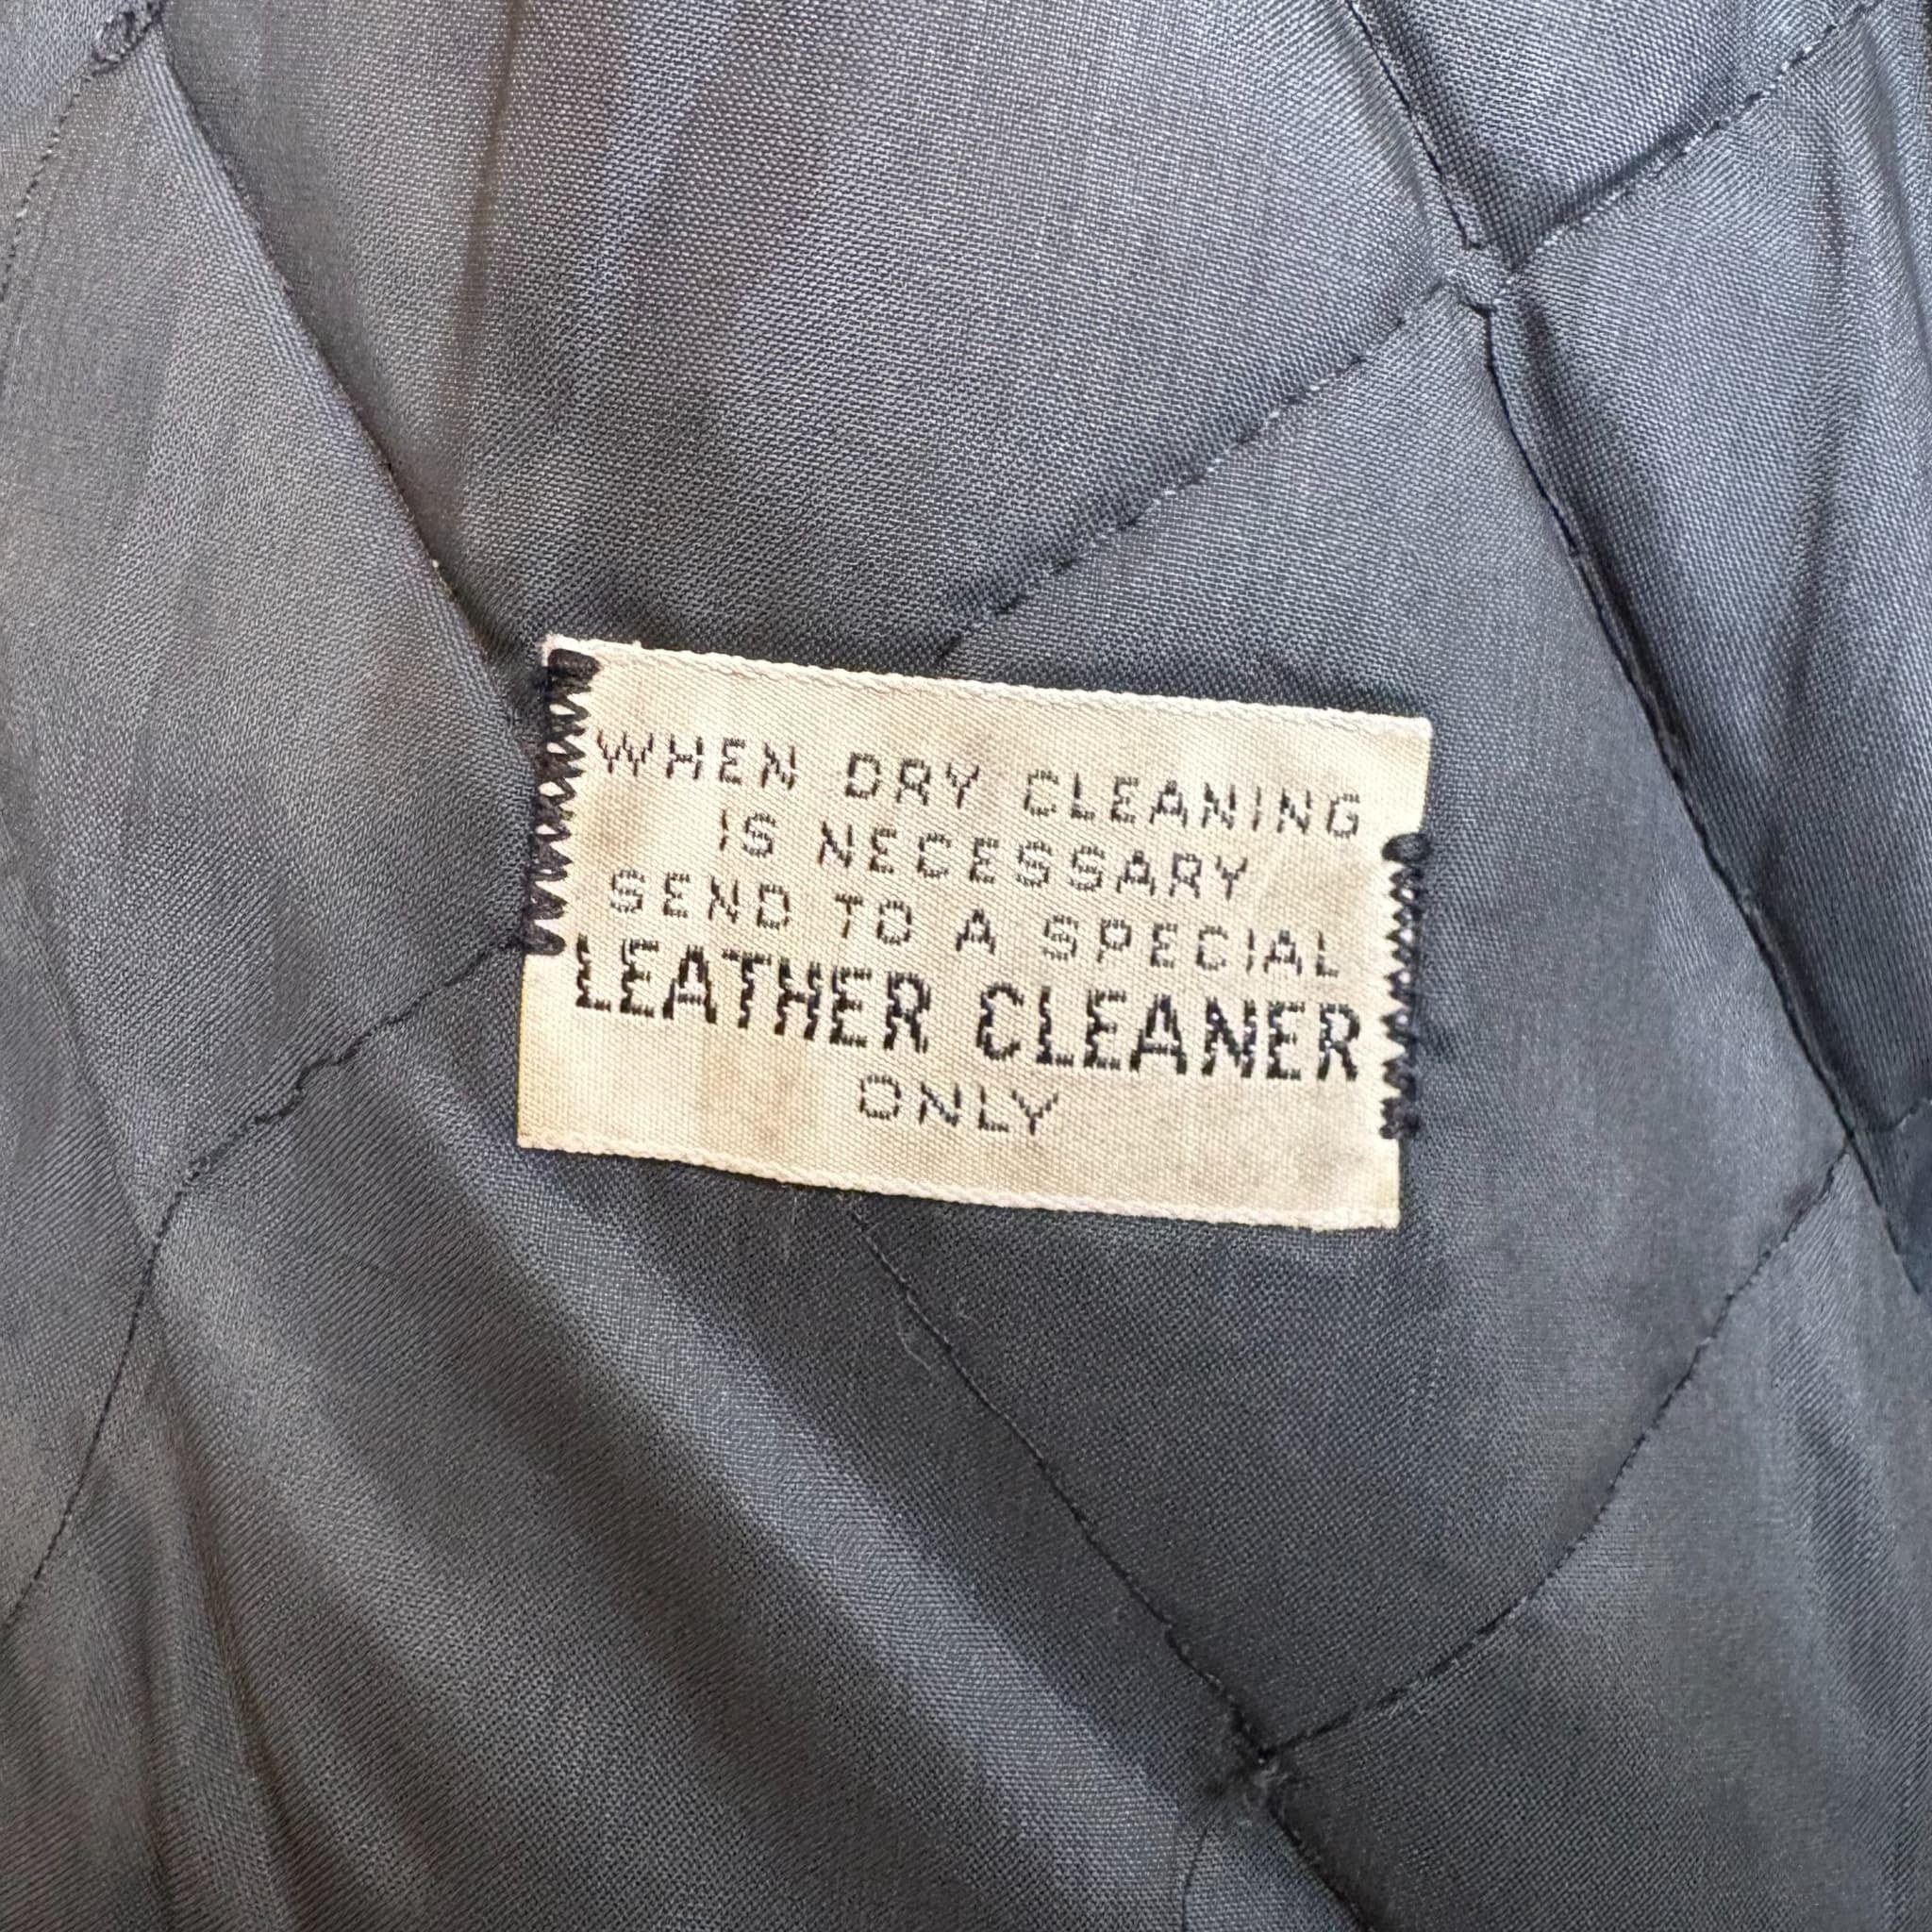 WHEN DRY CLEANING
IS NECESSARY
SEND TO A SPECIAL
LEATHER CLEANER
ONLY